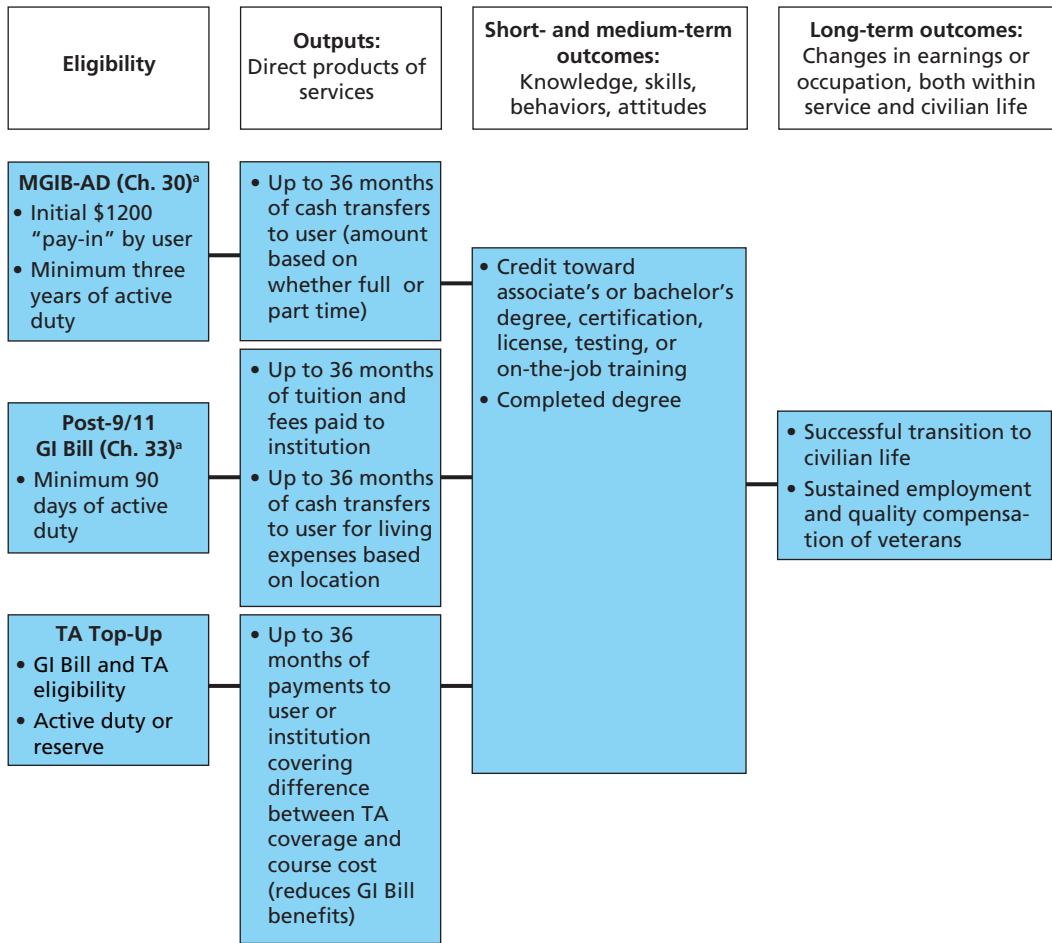 Eligibility
Outputs:
Direct products of
services
Short- and medium-term
outcomes:
Knowledge, skills,
behaviors, attitudes
Long-term outcomes:
Changes in earnings or
occupation, both within
service and civilian life
MGIB-AD (Ch. 30)ᵃ
• Initial $1200
“pay-in” by user
• Minimum three
years of active
duty
• Up to 36 months
of cash transfers
to user (amount
based on
whether full or
part time)
Post-9/11
GI Bill (Ch. 33)ᵃ
• Minimum 90
days of active
duty
• Up to 36 months
of tuition and
fees paid to
institution
• Up to 36 months
of cash transfers
to user for living
expenses based
on location
TA Top-Up
• GI Bill and TA
eligibility
• Active duty or
reserve
• Up to 36
months of
payments to
user or
institution
covering
difference
between TA
coverage and
course cost
(reduces GI Bill
benefits)
• Credit toward
associate’s or bachelor’s
degree, certification,
license, testing, or
on-the-job training
• Completed degree
• Successful transition to
civilian life
• Sustained employment
and quality compensa-
tion of veterans